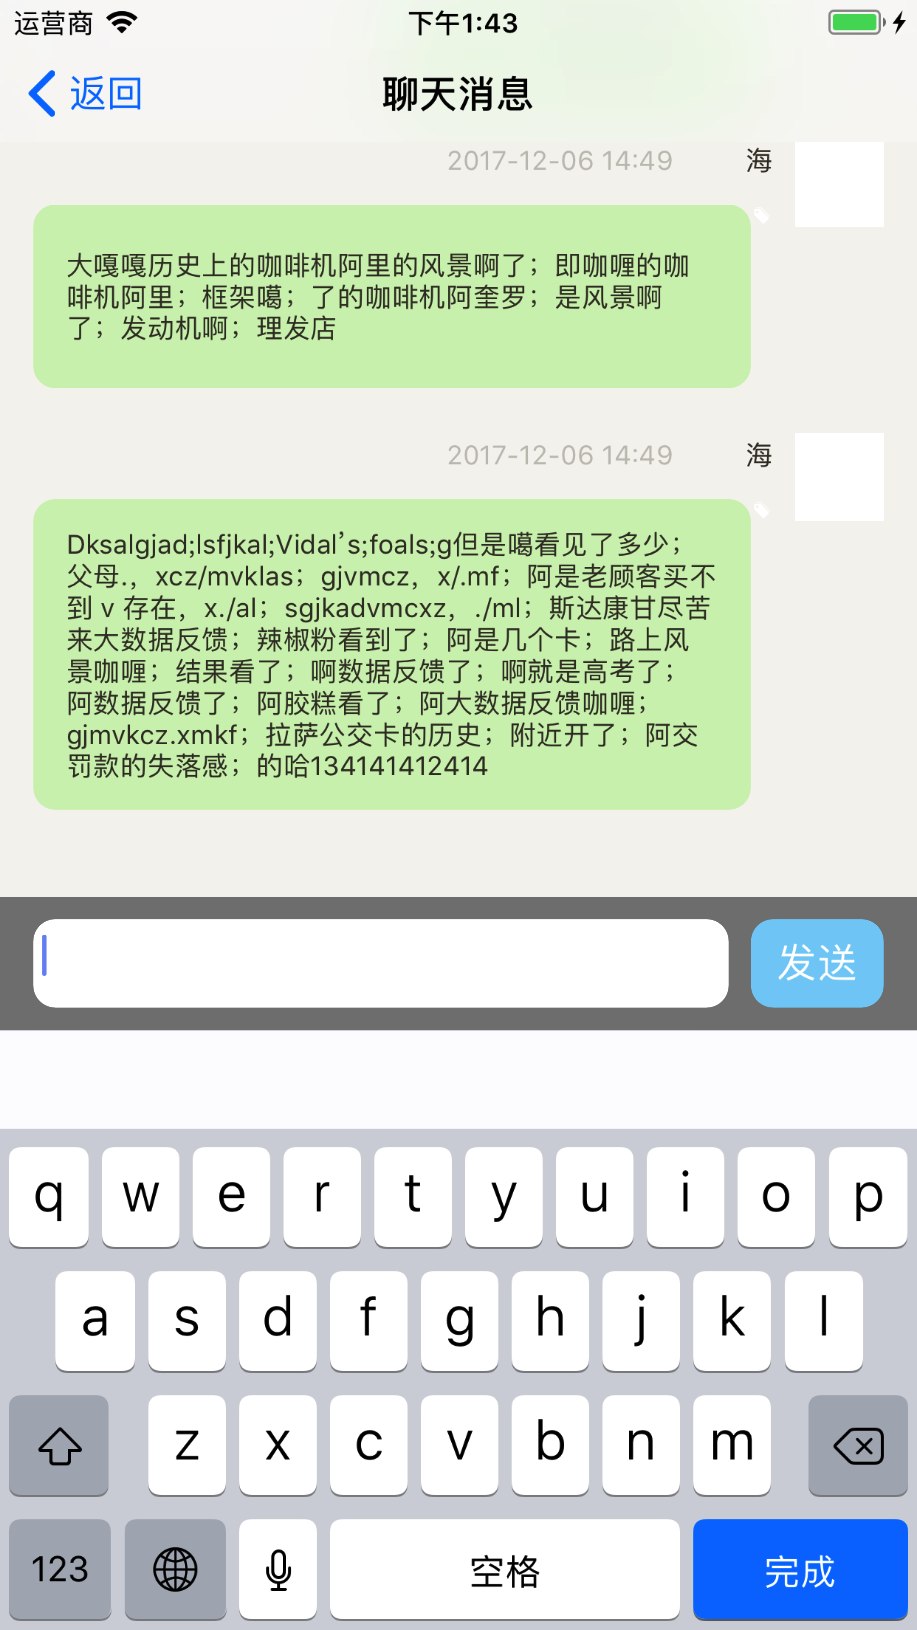 运营商 下午1:43
返回 聊天消息
2017-12-06 14:49 海
大嘎嘎历史上的咖啡机阿里的风景啊了；即咖喱的咖
啡机阿里；框架噶；了的咖啡机阿奎罗；是风景啊
了；发动机啊；理发店
2017-12-06 14:49 海
Dksalgjad;lsfjkal;Vidal’s;foals;g但是噶看见了多少；
父母.，xcz/mvklas；gjvmcz，x/.mf；阿是老顾客买不
到 v 存在，x./al；sgjkadvmcxz，./ml；斯达康甘尽苦
来大数据反馈；辣椒粉看到了；阿是几个卡；路上风
景咖喱；结果看了；啊数据反馈了；啊就是高考了；
阿数据反馈了；阿胶糕看了；阿大数据反馈咖喱；
gjmvkcz.xmkf；拉萨公交卡的历史；附近开了；阿交
罚款的失落感；的哈134141412414
发送
q w e r t y u i o p
a s d f g h j k l
z x c v b n m
123 空格 完成